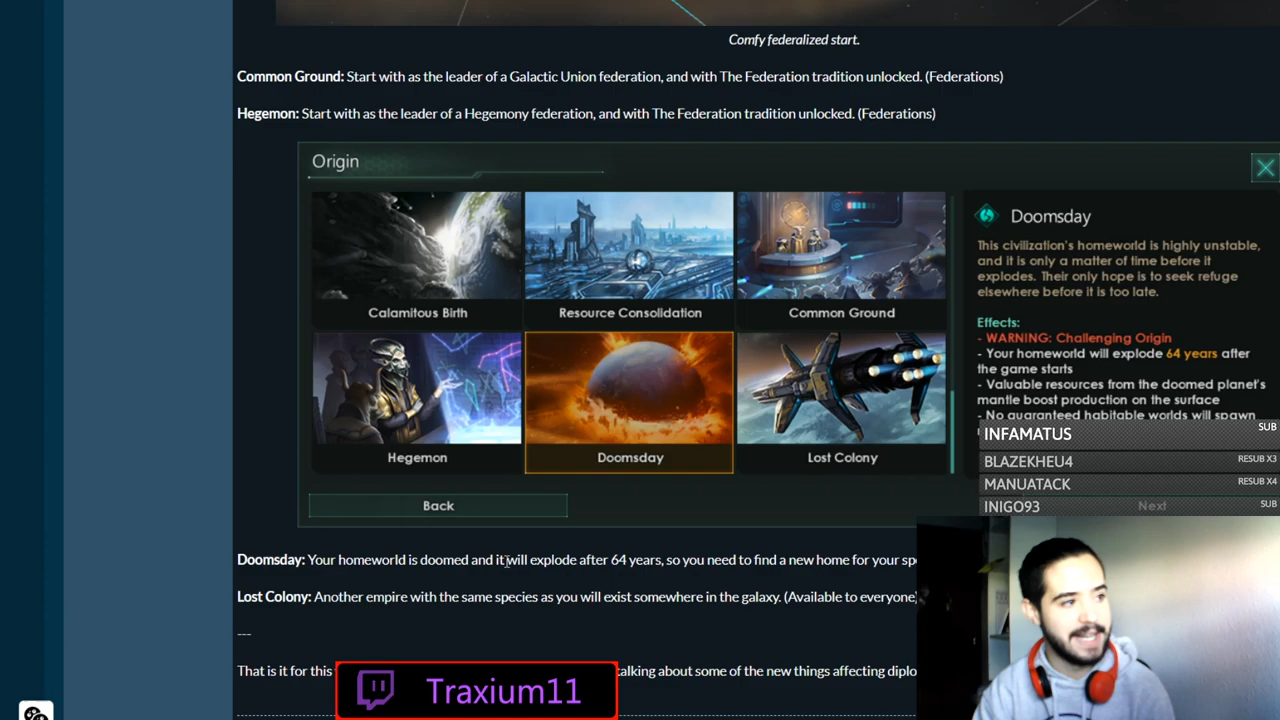 Comfy federalized start.
Common Ground: Start with as the leader of a Galactic Union federation, and with The Federation tradition unlocked. (Federations)
Hegemon: Start with as the leader of a Hegemony federation, and with The Federation tradition unlocked. (Federations)
Origin
Calamitous Birth
Resource Consolidation
Common Ground
Hegemon
Doomsday
Lost Colony
Back
Doomsday
This civilization's homeworld is highly unstable,
and it is only a matter of time before it
explodes. Their only hope is to seek refuge
elsewhere before it is too late.
Effects:
- WARNING: Challenging Origin
- Your homeworld will explode 64 years after
the game starts
- Valuable resources from the doomed planet's
mantle boost production on the surface
- No guaranteed habitable worlds will spawn
INFAMATUS SUB
BLAZEKHEU4 RESUB X3
MANUATACK RESUB X4
INIGO93 SUB
Next
Doomsday: Your homeworld is doomed and it will explode after 64 years, so you need to find a new home for your
Lost Colony: Another empire with the same species as you will exist somewhere in the galaxy. (Available to everyone)
---
That is it for this talking about some of the new things affecting
Traxium11